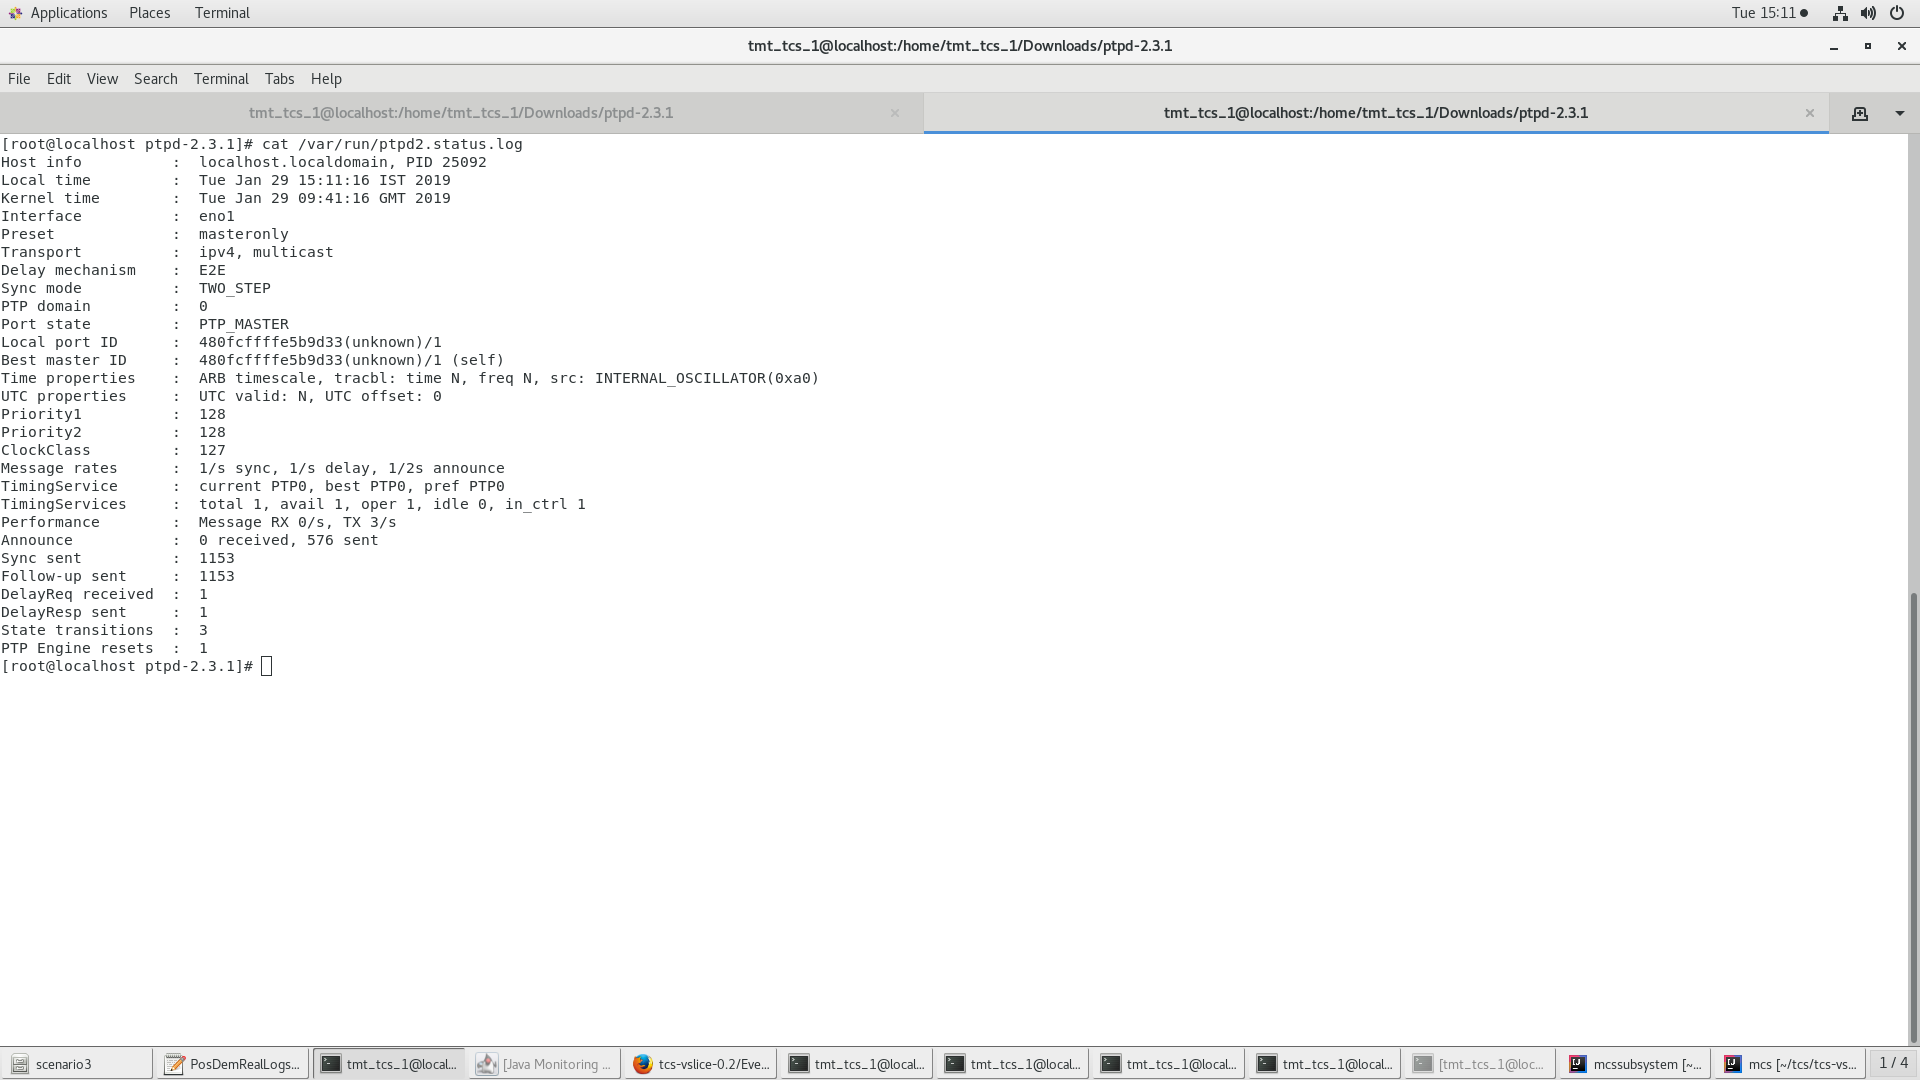 Applications Places Terminal Tue 15:11
tmt_tcs_1@localhost:/home/tmt_tcs_1/Downloads/ptpd-2.3.1
File Edit View Search Terminal Tabs Help
tmt_tcs_1@localhost:/home/tmt_tcs_1/Downloads/ptpd-2.3.1 tmt_tcs_1@localhost:/home/tmt_tcs_1/Downloads/ptpd-2.3.1
[root@localhost ptpd-2.3.1]# cat /var/run/ptpd2.status.log
Host info          :  localhost.localdomain, PID 25092
Local time         :  Tue Jan 29 15:11:16 IST 2019
Kernel time        :  Tue Jan 29 09:41:16 GMT 2019
Interface          :  eno1
Preset             :  masteronly
Transport          :  ipv4, multicast
Delay mechanism    :  E2E
Sync mode          :  TWO_STEP
PTP domain         :  0
Port state         :  PTP_MASTER
Local port ID      :  480fcffffe5b9d33(unknown)/1
Best master ID     :  480fcffffe5b9d33(unknown)/1 (self)
Time properties    :  ARB timescale, tracbl: time N, freq N, src: INTERNAL_OSCILLATOR(0xa0)
UTC properties     :  UTC valid: N, UTC offset: 0
Priority1          :  128
Priority2          :  128
ClockClass         :  127
Message rates      :  1/s sync, 1/s delay, 1/2s announce
TimingService      :  current PTP0, best PTP0, pref PTP0
TimingServices     :  total 1, avail 1, oper 1, idle 0, in_ctrl 1
Performance        :  Message RX 0/s, TX 3/s
Announce           :  0 received, 576 sent
Sync sent          :  1153
Follow-up sent     :  1153
DelayReq received  :  1
DelayResp sent     :  1
State transitions  :  3
PTP Engine resets  :  1
[root@localhost ptpd-2.3.1]#
scenario3 PosDemRealLogs... tmt_tcs_1@local... [Java Monitoring ... tcs-vslice-0.2/Eve... tmt_tcs_1@local... tmt_tcs_1@local... tmt_tcs_1@local... tmt_tcs_1@local... [tmt_tcs_1@loc... mcssubsystem [~... mcs [~/tcs/tcs-vs... 1 / 4